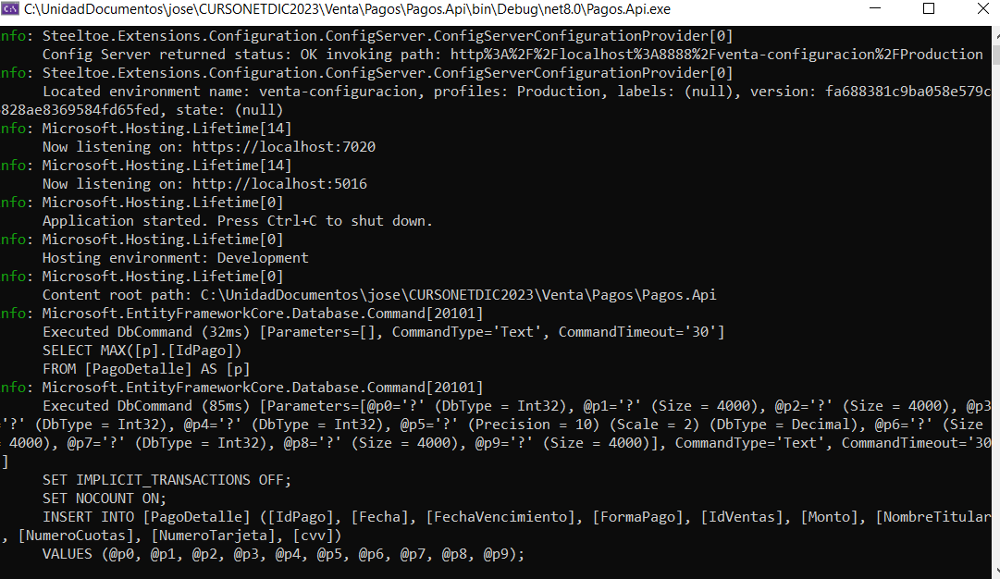 C:\UnidadDocumentos\jose\CURSONETDIC2023\Venta\Pagos\Pagos.Api\bin\Debug\net8.0\Pagos.Api.exe
nfo: Steeltoe.Extensions.Configuration.ConfigServer.ConfigServerConfigurationProvider[0]
Config Server returned status: OK invoking path: http%3A%2F%2Flocalhost%3A8888%2Fventa-configuracion%2FProduction
nfo: Steeltoe.Extensions.Configuration.ConfigServer.ConfigServerConfigurationProvider[0]
Located environment name: venta-configuracion, profiles: Production, labels: (null), version: fa688381c9ba058e579c
828ae8369584fd65fed, state: (null)
nfo: Microsoft.Hosting.Lifetime[14]
Now listening on: https://localhost:7020
nfo: Microsoft.Hosting.Lifetime[14]
Now listening on: http://localhost:5016
nfo: Microsoft.Hosting.Lifetime[0]
Application started. Press Ctrl+C to shut down.
nfo: Microsoft.Hosting.Lifetime[0]
Hosting environment: Development
nfo: Microsoft.Hosting.Lifetime[0]
Content root path: C:\UnidadDocumentos\jose\CURSONETDIC2023\Venta\Pagos\Pagos.Api
nfo: Microsoft.EntityFrameworkCore.Database.Command[20101]
Executed DbCommand (32ms) [Parameters=[], CommandType='Text', CommandTimeout='30']
SELECT MAX([p].[IdPago])
FROM [PagoDetalle] AS [p]
nfo: Microsoft.EntityFrameworkCore.Database.Command[20101]
Executed DbCommand (85ms) [Parameters=[@p0='?' (DbType = Int32), @p1='?' (Size = 4000), @p2='?' (Size = 4000), @p3
'?' (DbType = Int32), @p4='?' (DbType = Int32), @p5='?' (Precision = 10) (Scale = 2) (DbType = Decimal), @p6='?' (Size
4000), @p7='?' (DbType = Int32), @p8='?' (Size = 4000), @p9='?' (Size = 4000)], CommandType='Text', CommandTimeout='30
]
SET IMPLICIT_TRANSACTIONS OFF;
SET NOCOUNT ON;
INSERT INTO [PagoDetalle] ([IdPago], [Fecha], [FechaVencimiento], [FormaPago], [IdVentas], [Monto], [NombreTitular
, [NumeroCuotas], [NumeroTarjeta], [cvv])
VALUES (@p0, @p1, @p2, @p3, @p4, @p5, @p6, @p7, @p8, @p9);